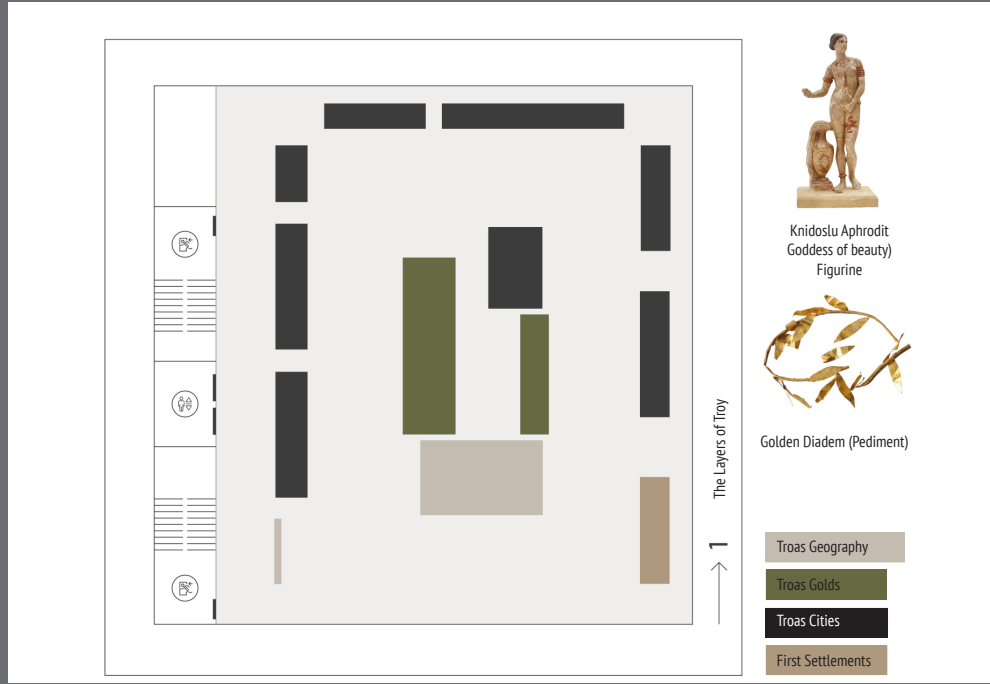 Knidoslu Aphrodit
Goddess of beauty)
Figurine
Golden Diadem (Pediment)
The Layers of Troy
1
Troas Geography
Troas Golds
Troas Cities
First Settlements